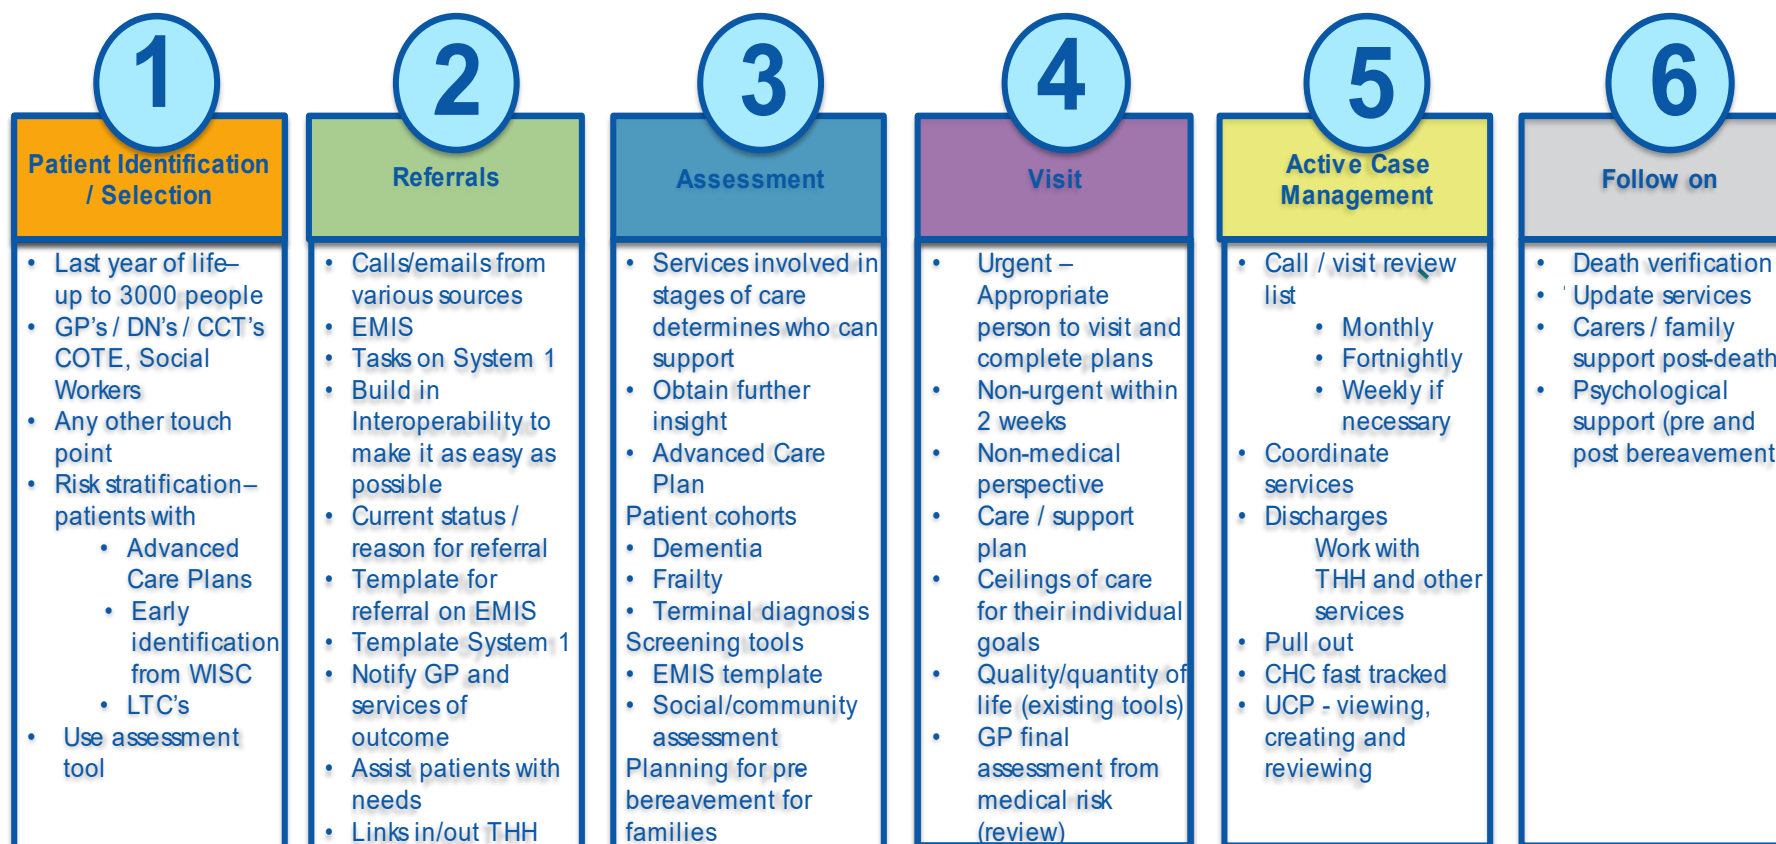 1
Patient Identification
/ Selection
• Last year of life–
up to 3000 people
• GP's / DN's / CCT's
COTE, Social
Workers
• Any other touch
point
• Risk stratification–
patients with
• Advanced
Care Plans
• Early
identification
from WISC
• LTC's
• Use assessment
tool
2
Referrals
• Calls/emails from
various sources
• EMIS
• Tasks on System 1
• Build in
Interoperability to
make it as easy as
possible
• Current status /
reason for referral
• Template for
referral on EMIS
• Template System 1
• Notify GP and
services of
outcome
• Assist patients with
needs
• Links in/out THH
3
Assessment
• Services involved in
stages of care
determines who can
support
• Obtain further
insight
• Advanced Care
Plan
Patient cohorts
• Dementia
• Frailty
• Terminal diagnosis
Screening tools
• EMIS template
• Social/community
assessment
Planning for pre
bereavement for
families
4
Visit
• Urgent –
Appropriate
person to visit and
complete plans
• Non-urgent within
2 weeks
• Non-medical
perspective
• Care / support
plan
• Ceilings of care
for their individual
goals
• Quality/quantity of
life (existing tools)
• GP final
assessment from
medical risk
(review)
5
Active Case
Management
• Call / visit review
list
• Monthly
• Fortnightly
• Weekly if
necessary
• Coordinate
services
• Discharges
Work with
THH and other
services
• Pull out
• CHC fast tracked
• UCP - viewing,
creating and
reviewing
6
Follow on
• Death verification
• Update services
• Carers / family
support post-death
• Psychological
support (pre and
post bereavement